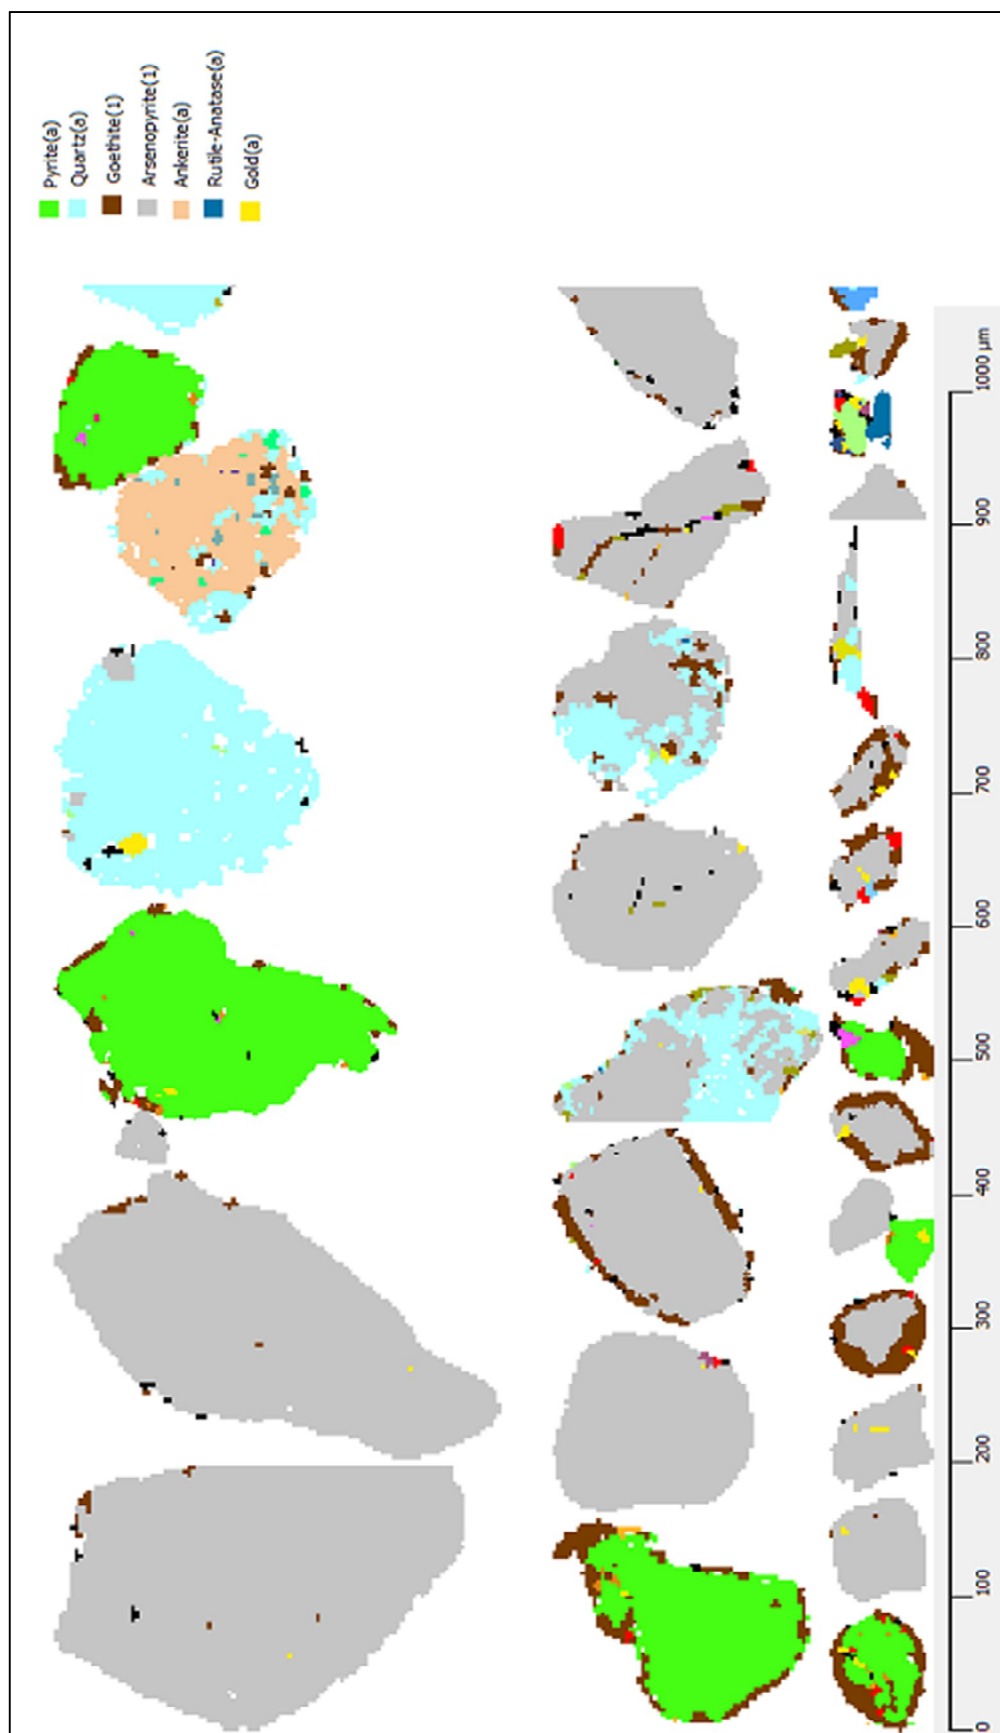 Pyrite(a)
Quartz(a)
Goethite(1)
Arsenopyrite(1)
Ankerite(a)
Rutile-Anatase(a)
Gold(a)
0
100
200
300
400
500
600
700
800
900
1000 µm